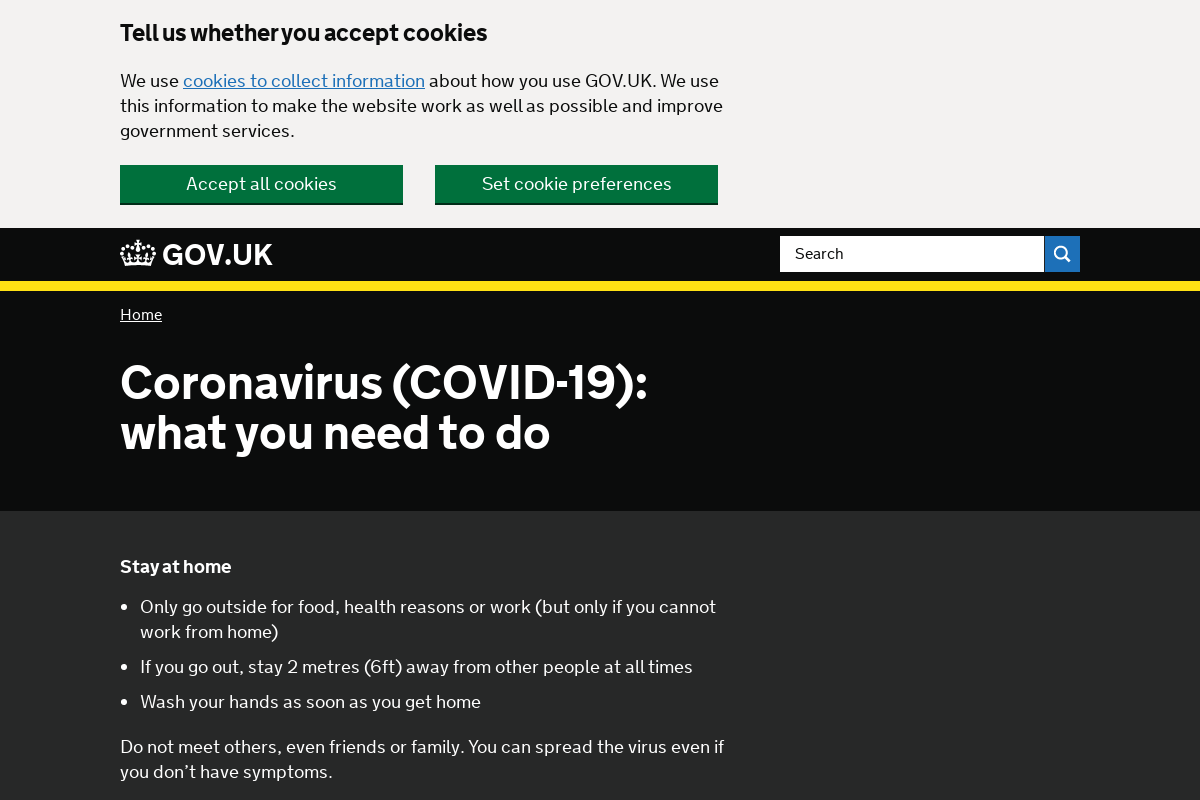 Tell us whether you accept cookies
We use cookies to collect information about how you use GOV.UK. We use
this information to make the website work as well as possible and improve
government services.
Accept all cookies
Set cookie preferences
GOV.UK
Search
Home
Coronavirus (COVID-19):
what you need to do
Stay at home
• Only go outside for food, health reasons or work (but only if you cannot
work from home)
• If you go out, stay 2 metres (6ft) away from other people at all times
• Wash your hands as soon as you get home
Do not meet others, even friends or family. You can spread the virus even if
you don’t have symptoms.